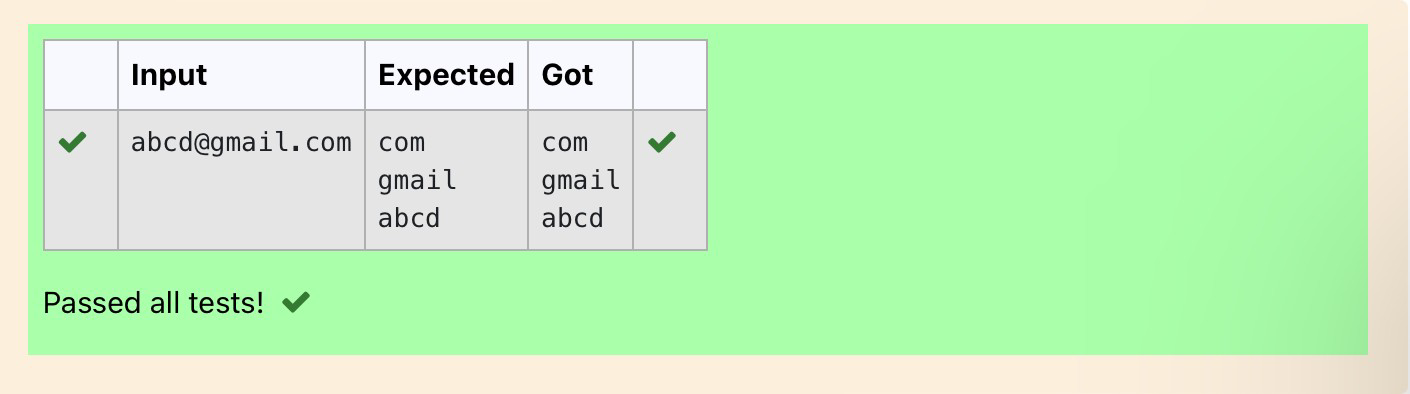 Input Expected Got
abcd@gmail.com com com
gmail gmail
abcd abcd
Passed all tests!